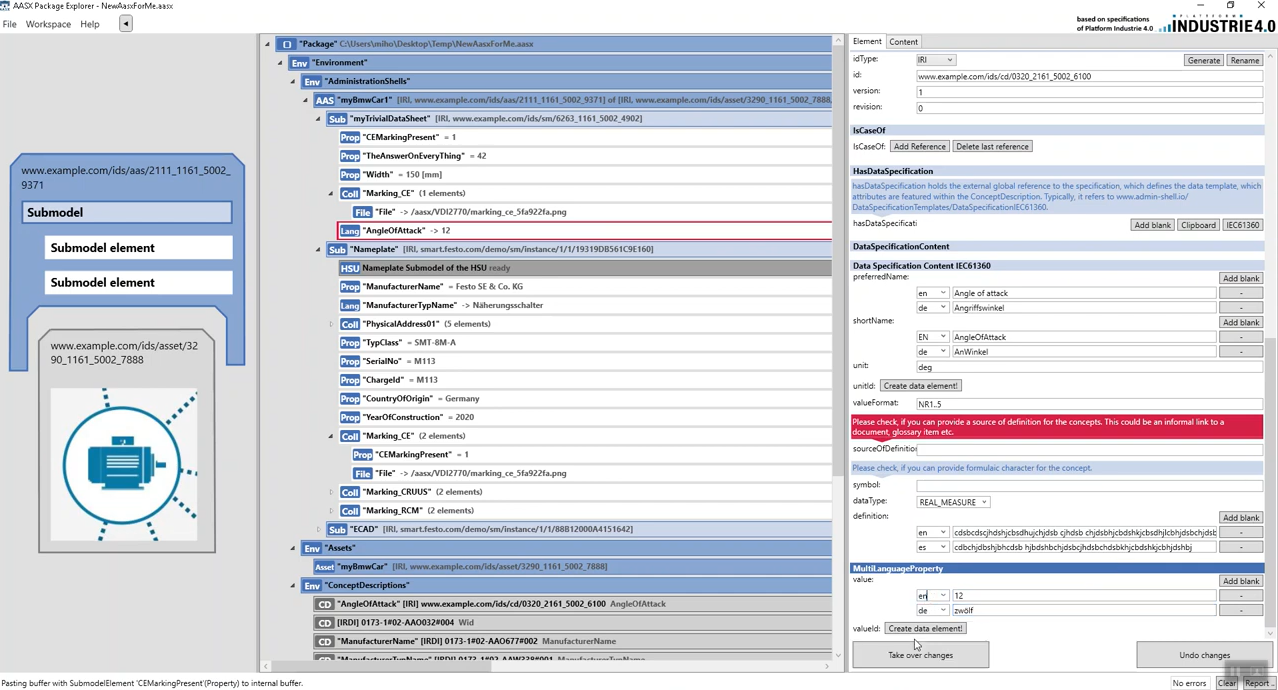 AASX Package Explorer - NewAasxForMe.aasx
File Workspace Help
based on specifications
of Platform Industrie 4.0
PLATTFORM
INDUSTRIE4.0
www.example.com/ids/aas/2111_1161_5002_
9371
Submodel
Submodel element
Submodel element
www.example.com/ids/asset/32
90_1161_5002_7888
"Package" C:\Users\miho\Desktop\Temp\NewAasxForMe.aasx
Env "Environment"
Env "AdministrationShells"
AAS "myBmwCar1" [IRI, www.example.com/ids/aas/2111_1161_5002_9371] of [IRI, www.example.com/ids/asset/3290_1161_5002_7888,
Sub "myTrivialDataSheet" [IRI, www.example.com/ids/sm/6263_1161_5002_4902]
Prop "CEMarkingPresent" = 1
Prop "TheAnswerOnEveryThing" = 42
Prop "Width" = 150 [mm]
Coll "Marking_CE" (1 elements)
File "File" -> /aasx/VDI2770/marking_ce_5fa922fa.png
Lang "AngleOfAttack" -> 12
Sub "Nameplate" [IRI, smart.festo.com/demo/sm/instance/1/1/19319DB561C9E160]
HSU Nameplate Submodel of the HSU ready
Prop "ManufacturerName" = Festo SE & Co. KG
Lang "ManufacturerTypName" -> Näherungsschalter
Coll "PhysicalAddress01" (5 elements)
Prop "TypClass" = SMT-8M-A
Prop "SerialNo" = M113
Prop "ChargeId" = M113
Prop "CountryOfOrigin" = Germany
Prop "YearOfConstruction" = 2020
Coll "Marking_CE" (2 elements)
Prop "CEMarkingPresent" = 1
File "File" -> /aasx/VDI2770/marking_ce_5fa922fa.png
Coll "Marking_CRUUS" (2 elements)
Coll "Marking_RCM" (2 elements)
Sub "ECAD" [IRI, smart.festo.com/demo/sm/instance/1/1/88B12000A4151642]
Env "Assets"
Asset "myBmwCar" [IRI, www.example.com/ids/asset/3290_1161_5002_7888]
Env "ConceptDescriptions"
CD "AngleOfAttack" [IRI] www.example.com/ids/cd/0320_2161_5002_6100 AngleOfAttack
CD [IRDI] 0173-1#02-AAO032#004 Wid
CD "ManufacturerName" [IRDI] 0173-1#02-AAO677#002 ManufacturerName
Element Content
idType: IRI Generate Rename
id: www.example.com/ids/cd/0320_2161_5002_6100
version: 1
revision: 0
IsCaseOf
IsCaseOf: Add Reference Delete last reference
HasDataSpecification
hasDataSpecification holds the external global reference to the specification, which defines the data template, which
attributes are featured within the ConceptDescription. Typically, it refers to www.admin-shell.io/
DataSpecificationTemplates/DataSpecificationIEC61360.
hasDataSpecificati Add blank Clipboard IEC61360
DataSpecificationContent
Data Specification Content IEC61360
preferredName: Add blank
en Angle of attack -
de Angriffswinkel -
shortName: Add blank
EN AngleOfAttack -
de AnWinkel -
unit: deg
unitId: Create data element!
valueFormat: NR1..5
Please check, if you can provide a source of definition for the concepts. This could be an informal link to a
document, glossary item etc.
sourceOfDefinition
Please check, if you can provide formulaic character for the concept.
symbol:
dataType: REAL_MEASURE
definition: Add blank
en -
es -
MultiLanguageProperty
value: Add blank
en 12 -
de zwölf -
valueId: Create data element!
Take over changes Undo changes
Pasting buffer with SubmodelElement 'CEMarkingPresent'(Property) to internal buffer.
No errors Clear Report..